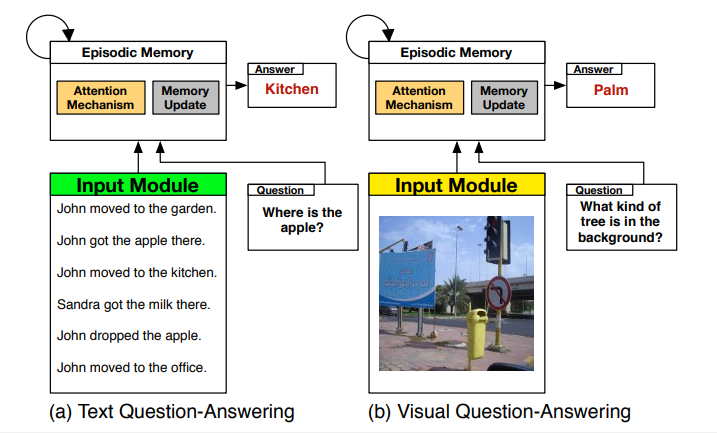 Episodic Memory
Attention
Mechanism
Memory
Update
Answer
Kitchen
Input Module
John moved to the garden.
John got the apple there.
John moved to the kitchen.
Sandra got the milk there.
John dropped the apple.
John moved to the office.
Question
Where is the
apple?
(a) Text Question-Answering
Episodic Memory
Attention
Mechanism
Memory
Update
Answer
Palm
Input Module
Question
What kind of
tree is in the
background?
(b) Visual Question-Answering